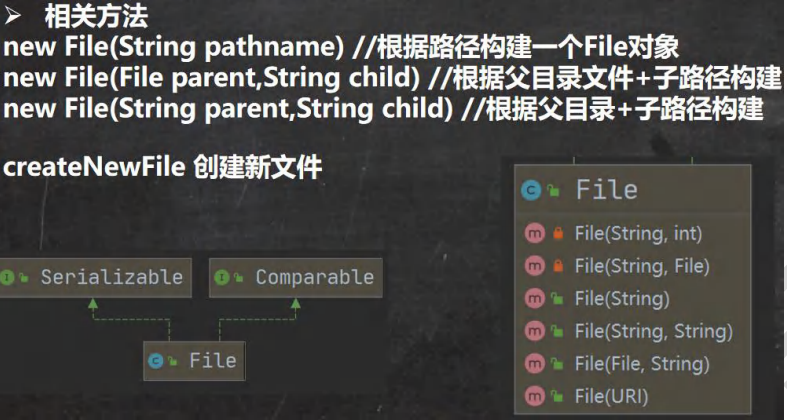 ➢ 相关方法
new File(String pathname) //根据路径构建一个File对象
new File(File parent,String child) //根据父目录文件+子路径构建
new File(String parent,String child) //根据父目录+子路径构建
createNewFile 创建新文件
Serializable
Comparable
File
File
File(String, int)
File(String, File)
File(String)
File(String, String)
File(File, String)
File(URI)